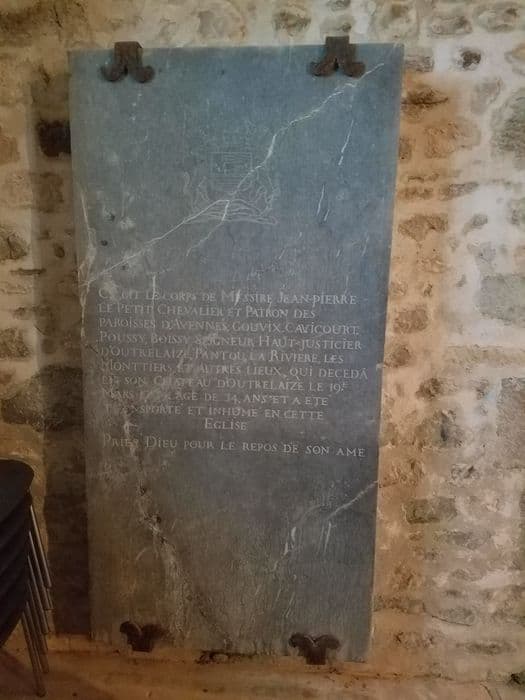 CY GIT LE CORPS DE MESSIRE JEAN-PIERRE
LE PETIT CHEVALIER ET PATRON DES
PAROISSES D'AVENNES, GOUVIX, CAVICOURT,
POUSSY, BOISSY SEIGNEUR HAUT-JUSTICIER
D'OUTRELAIZE, PANTOU, LA RIVIERE, LES
MONTTIERS ET AUTRES LIEUX, QUI DECEDA
EN SON CHATEAU D'OUTRELAIZE LE 19E
MARS AGÉ DE 34, ANS ET A ETÉ
TRANSPORTÉ ET INHUMÉ EN CETTE
EGLISE
PRIEZ DIEU POUR LE REPOS DE SON AME